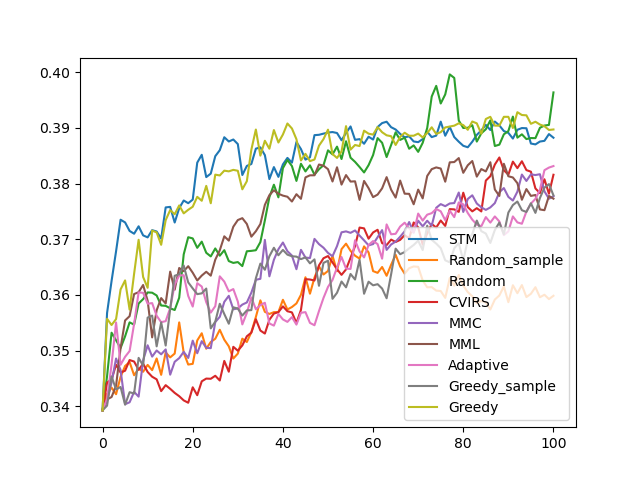 0.40
0.39
0.38
0.37
0.36
0.35
0.34
0
20
40
60
80
100
STM
Random_sample
Random
CVIRS
MMC
MML
Adaptive
Greedy_sample
Greedy